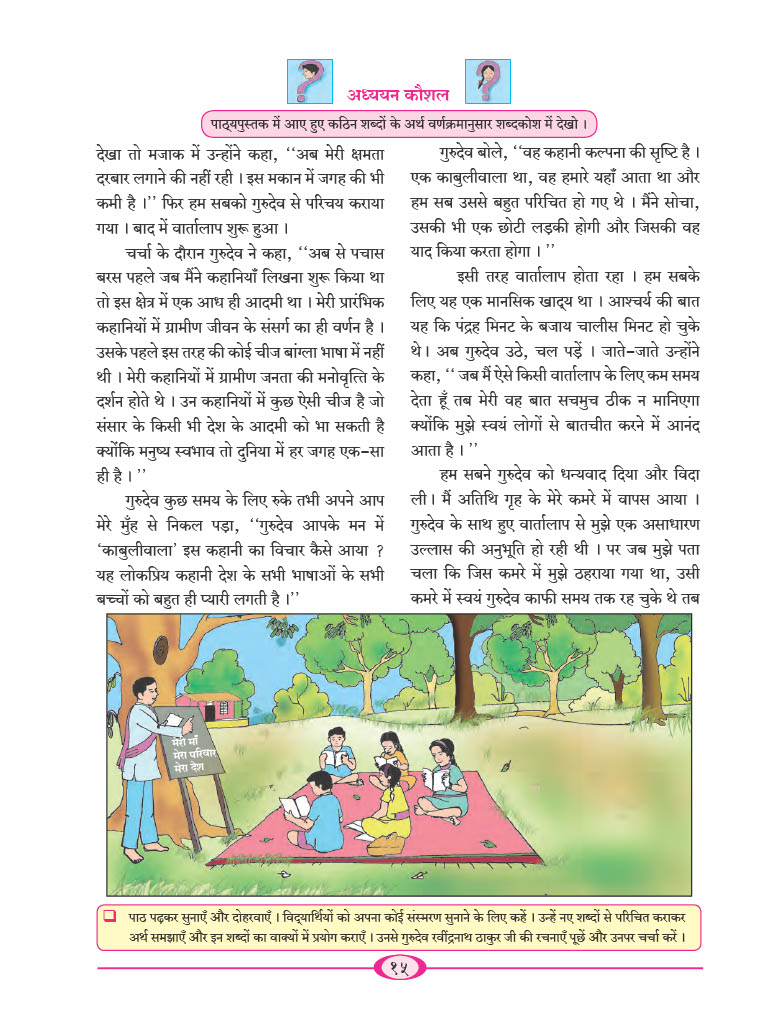 अध्ययन कौशल
पाठ्यपुस्तक में आए हुए कठिन शब्दों के अर्थ वर्णक्रमानुसार शब्दकोश में देखो ।
देखा तो मजाक में उन्होंने कहा, ‘‘अब मेरी क्षमता
दरबार लगाने की नहीं रही । इस मकान में जगह की भी
कमी है ।’’ फिर हम सबको गुरुदेव से परिचय कराया
गया । बाद में वार्तालाप शुरू हुआ ।
चर्चा के दौरान गुरुदेव ने कहा, ‘‘अब से पचास
बरस पहले जब मैंने कहानियाँ लिखना शुरू किया था
तो इस क्षेत्र में एक आध ही आदमी था । मेरी प्रारंभिक
कहानियों में ग्रामीण जीवन के संसर्ग का ही वर्णन है ।
उसके पहले इस तरह की कोई चीज बांग्ला भाषा में नहीं
थी । मेरी कहानियों में ग्रामीण जनता की मनोवृत्ति के
दर्शन होते थे । उन कहानियों में कुछ ऐसी चीज है जो
संसार के किसी भी देश के आदमी को भा सकती है
क्योंकि मनुष्य स्वभाव तो दुनिया में हर जगह एक-सा
ही है । ’’
गुरुदेव कुछ समय के लिए रुके तभी अपने आप
मेरे मुँह से निकल पड़ा, ‘‘गुरुदेव आपके मन में
‘काबुलीवाला’ इस कहानी का विचार कैसे आया ?
यह लोकप्रिय कहानी देश के सभी भाषाओं के सभी
बच्चों को बहुत ही प्यारी लगती है ।’’
गुरुदेव बोले, ‘‘वह कहानी कल्पना की सृष्टि है ।
एक काबुलीवाला था, वह हमारे यहाँ आता था और
हम सब उससे बहुत परिचित हो गए थे । मैंने सोचा,
उसकी भी एक छोटी लड़की होगी और जिसकी वह
याद किया करता होगा । ’’
इसी तरह वार्तालाप होता रहा । हम सबके
लिए यह एक मानसिक खाद्य था । आश्चर्य की बात
यह कि पंद्रह मिनट के बजाय चालीस मिनट हो चुके
थे । अब गुरुदेव उठे, चल पड़ें । जाते-जाते उन्होंने
कहा, ‘‘ जब मैं ऐसे किसी वार्तालाप के लिए कम समय
देता हूँ तब मेरी वह बात सचमुच ठीक न मानिएगा
क्योंकि मुझे स्वयं लोगों से बातचीत करने में आनंद
आता है । ’’
हम सबने गुरुदेव को धन्यवाद दिया और विदा
ली। मैं अतिथि गृह के मेरे कमरे में वापस आया ।
गुरुदेव के साथ हुए वार्तालाप से मुझे एक असाधारण
उल्लास की अनुभूति हो रही थी । पर जब मुझे पता
चला कि जिस कमरे में मुझे ठहराया गया था, उसी
कमरे में स्वयं गुरुदेव काफी समय तक रह चुके थे तब
मेरी माँ
मेरा परिवार
मेरा देश
पाठ पढ़कर सुनाएँ और दोहरवाएँ । विद्यार्थियों को अपना कोई संस्मरण सुनाने के लिए कहें । उन्हें नए शब्दों से परिचित कराकर
अर्थ समझाएँ और इन शब्दों का वाक्यों में प्रयोग कराएँ । उनसे गुरुदेव रवींद्रनाथ ठाकुर जी की रचनाएँ पूछें और उनपर चर्चा करें ।
१५